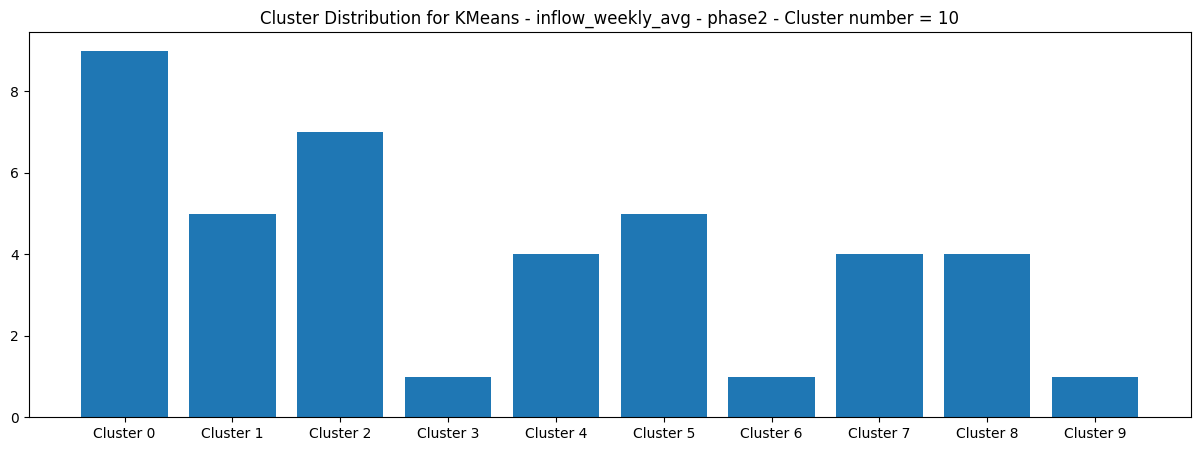 Cluster Distribution for KMeans - inflow_weekly_avg - phase2 - Cluster number = 10
8
6
4
2
0
Cluster 0 Cluster 1 Cluster 2 Cluster 3 Cluster 4 Cluster 5 Cluster 6 Cluster 7 Cluster 8 Cluster 9